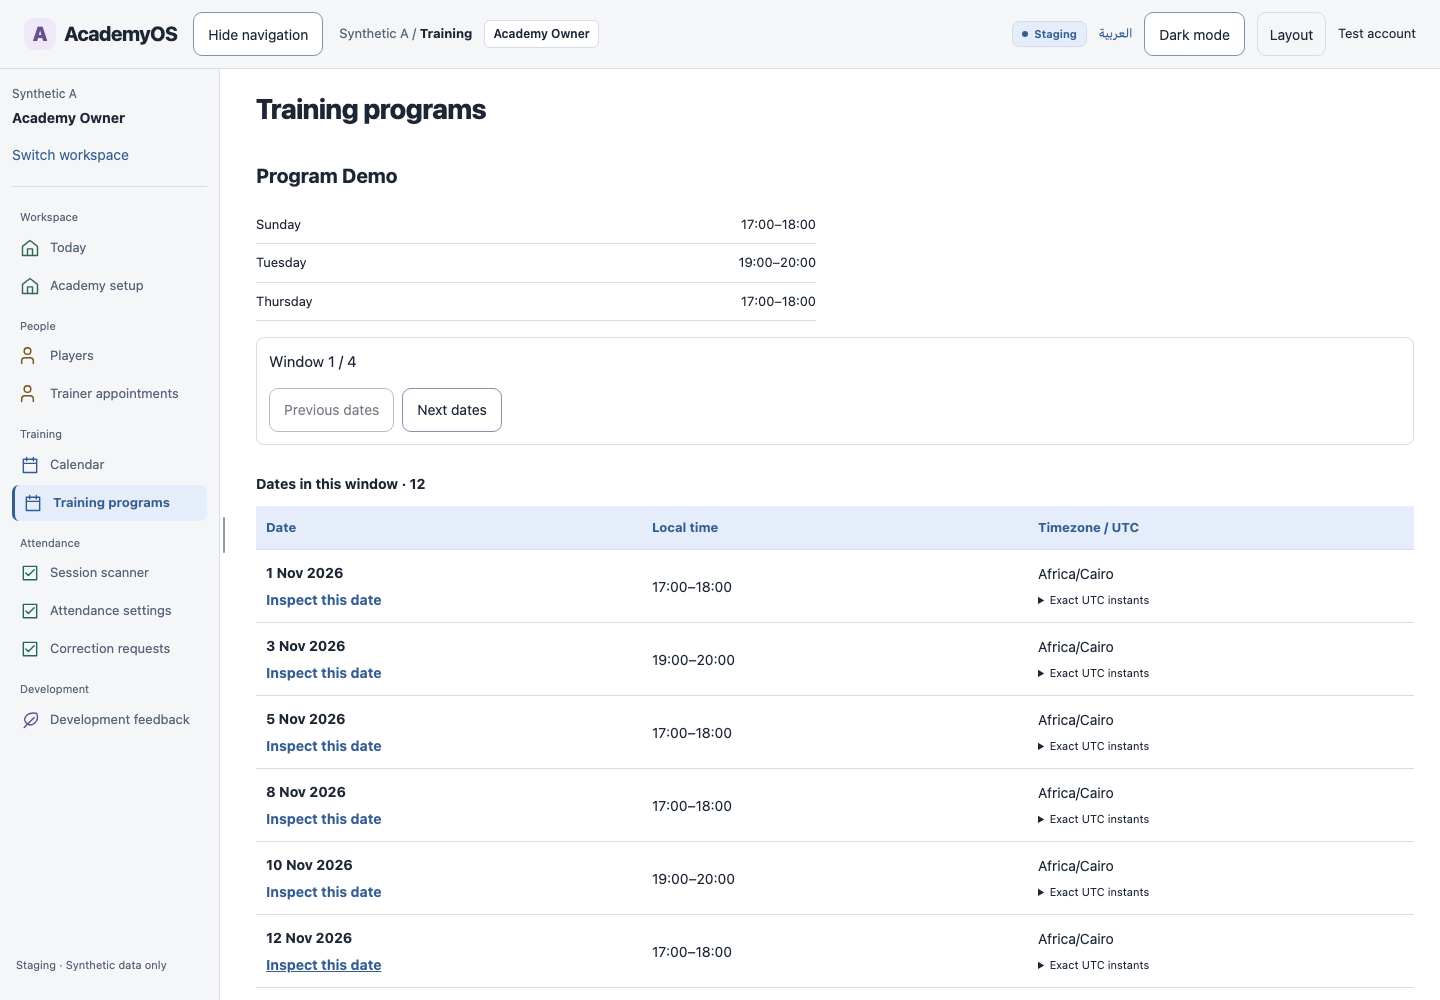 A AcademyOS
Hide navigation
Synthetic A / Training
Academy Owner
Staging
العربية
Dark mode
Layout
Test account
Synthetic A
Academy Owner
Switch workspace
Workspace
Today
Academy setup
People
Players
Trainer appointments
Training
Calendar
Training programs
Attendance
Session scanner
Attendance settings
Correction requests
Development
Development feedback
Staging · Synthetic data only
Training programs
Program Demo
Sunday 17:00–18:00
Tuesday 19:00–20:00
Thursday 17:00–18:00
Window 1 / 4
Previous dates
Next dates
Dates in this window · 12
Date Local time Timezone / UTC
1 Nov 2026
Inspect this date
17:00–18:00
Africa/Cairo
Exact UTC instants
3 Nov 2026
Inspect this date
19:00–20:00
Africa/Cairo
Exact UTC instants
5 Nov 2026
Inspect this date
17:00–18:00
Africa/Cairo
Exact UTC instants
8 Nov 2026
Inspect this date
17:00–18:00
Africa/Cairo
Exact UTC instants
10 Nov 2026
Inspect this date
19:00–20:00
Africa/Cairo
Exact UTC instants
12 Nov 2026
Inspect this date
17:00–18:00
Africa/Cairo
Exact UTC instants